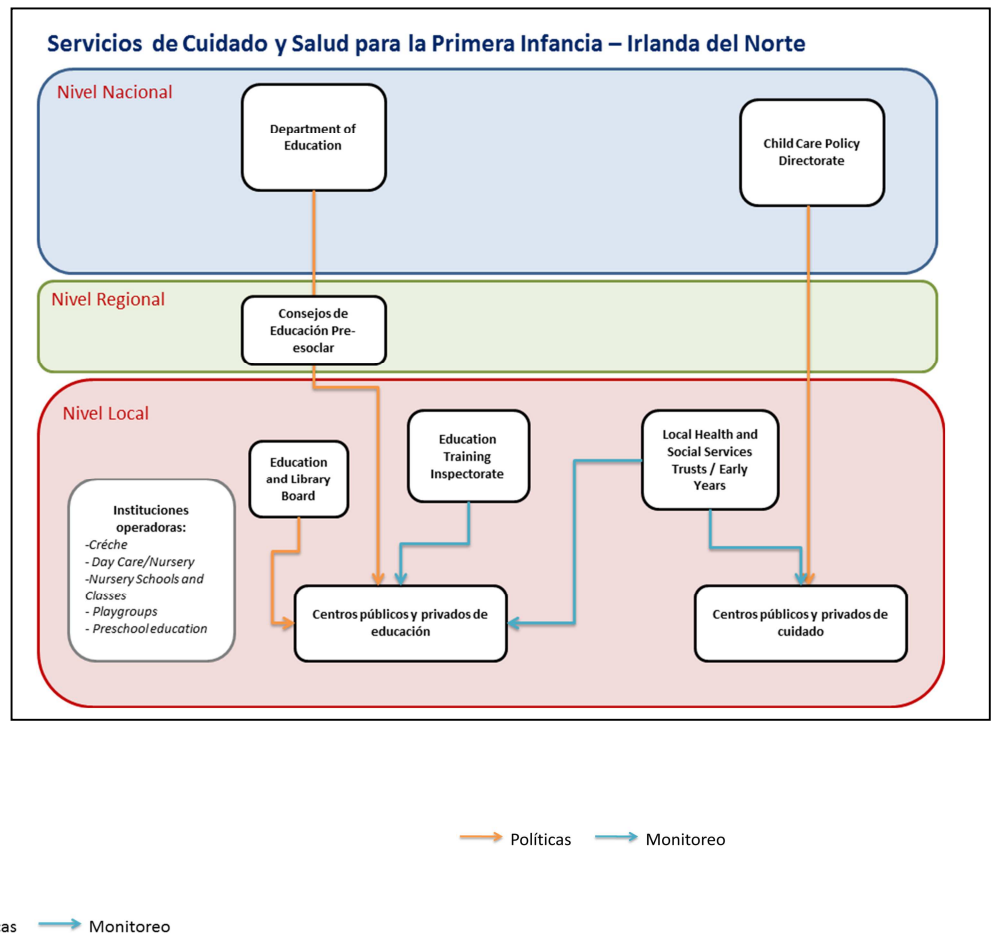 Servicios de Cuidado y Salud para la Primera Infancia – Irlanda del Norte
Nivel Nacional
Department of
Education
Child Care Policy
Directorate
Nivel Regional
Consejos de
Educación Pre-
esoclar
Nivel Local
Education
and Library
Board
Education
Training
Inspectorate
Local Health and
Social Services
Trusts / Early
Years
Instituciones
operadoras:
-Créche
- Day Care/Nursery
-Nursery Schools and
Classes
- Playgroups
- Preschool education
Centros públicos y privados de
educación
Centros públicos y privados de
cuidado
Políticas Monitoreo
cas Monitoreo